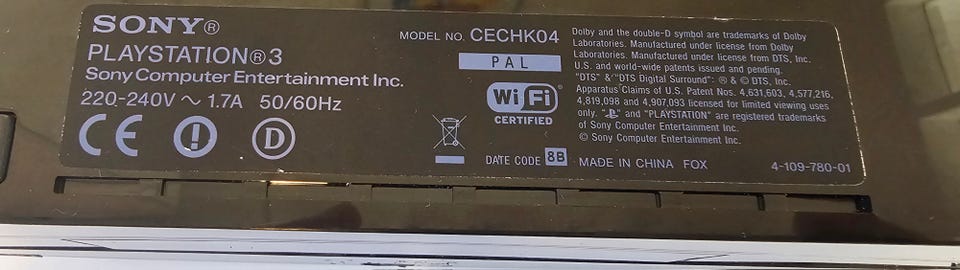 SONY®
PLAYSTATION®3
Sony Computer Entertainment Inc.
220-240V ~ 1.7A 50/60Hz
CE D
MODEL NO. CECHK04
PAL
Wi Fi
CERTIFIED
DATE CODE 8B MADE IN CHINA FOX
Dolby and the double-D symbol are trademarks of Dolby
Laboratories. Manufactured under license from Dolby
Laboratories. Manufactured under license from DTS, Inc.
U.S. and world-wide patents issued and pending.
"DTS" & "DTS Digital Surround": ® & © DTS, Inc.
Apparatus Claims of U.S. Patent Nos. 4,631,603, 4,577,216,
4,819,098 and 4,907,093 licensed for limited viewing uses
only. " " and "PLAYSTATION" are registered trademarks
of Sony Computer Entertainment Inc.
© Sony Computer Entertainment Inc.
4-109-780-01